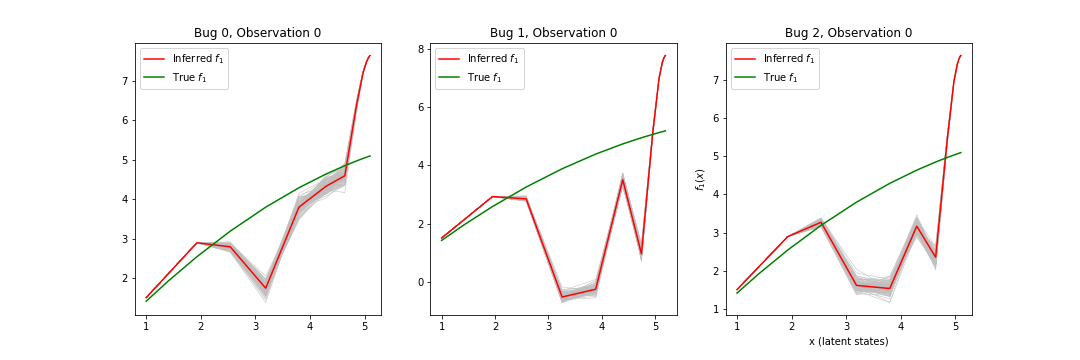 Bug 0, Observation 0
Inferred f₁
True f₁
7
6
5
4
3
2
1 2 3 4 5
Bug 1, Observation 0
Inferred f₁
True f₁
8
6
4
2
0
1 2 3 4 5
Bug 2, Observation 0
Inferred f₁
True f₁
f₁(x)
7
6
5
4
3
2
1
1 2 3 4 5
x (latent states)